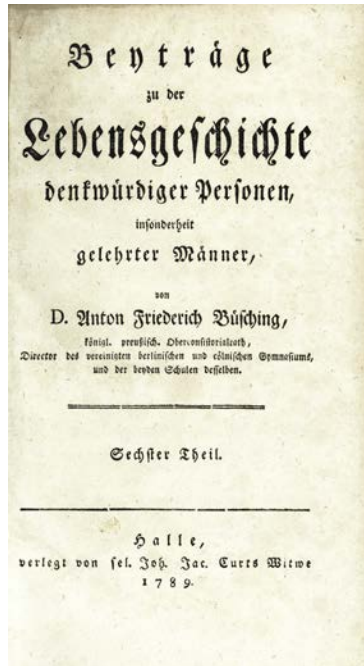 Beyträge
zu der
Lebensgeschichte
denkwürdiger Personen,
insonderheit
gelehrter Männer,
von
D. Anton Friederich Büsching,
königl. preußisch. Oberconsistorialrath,
Director des vereinigten berlinischen und cölnischen Gymnasiums,
und der beyden Schulen desselben.
Sechster Theil.
Halle,
verlegt von sel. Joh. Jac. Curts Witwe
1789.